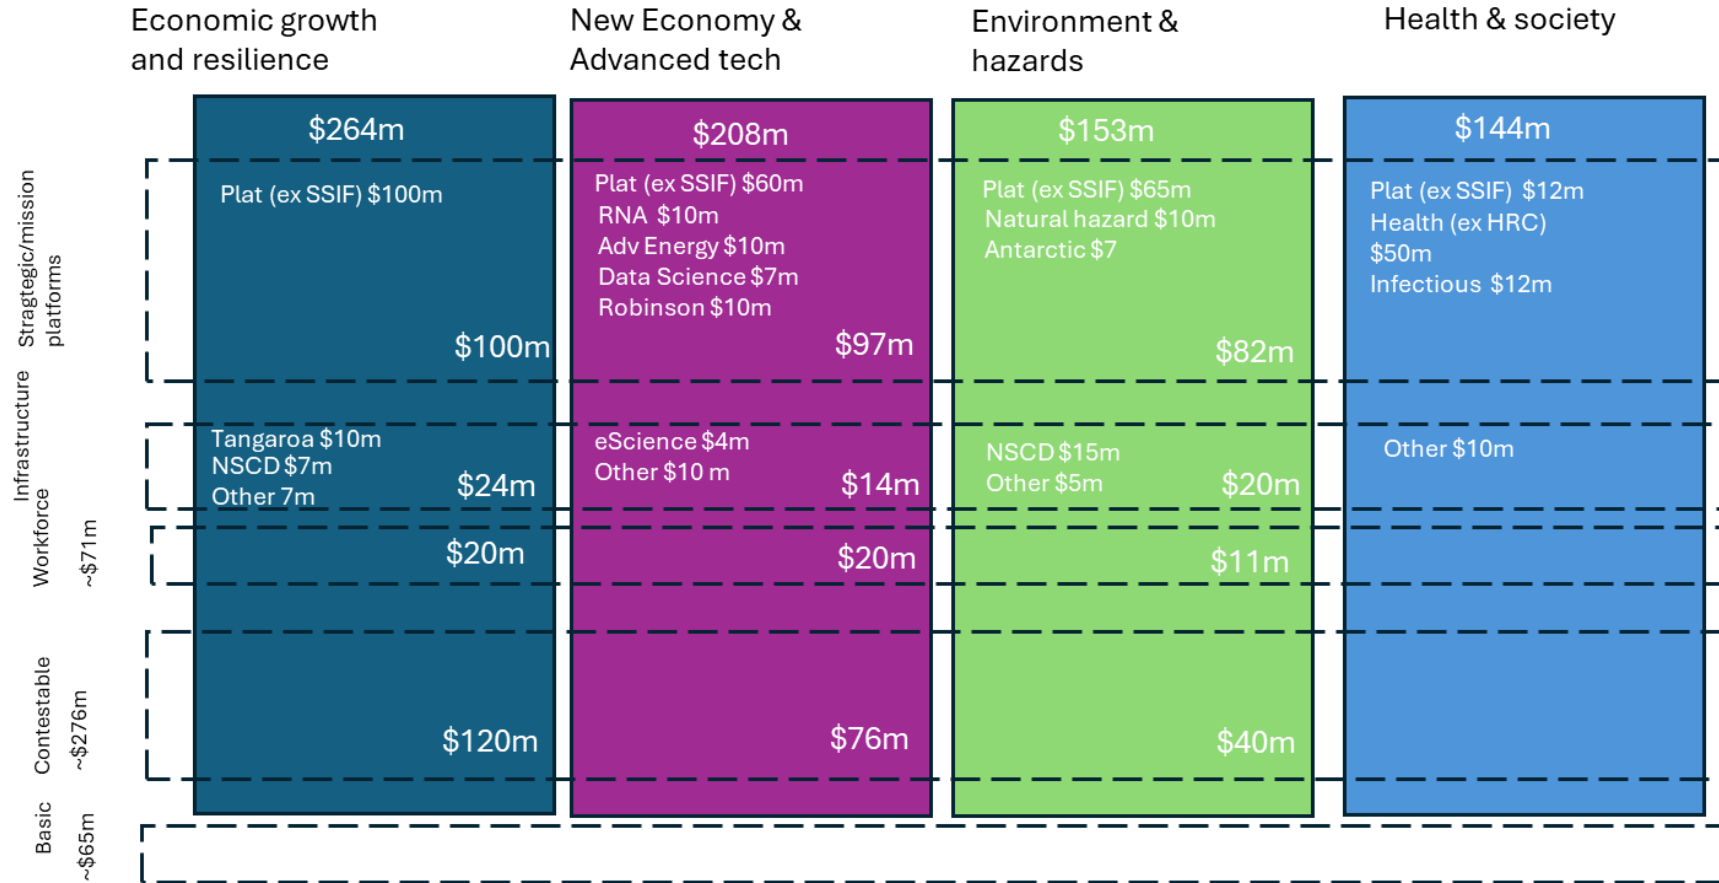 Economic growth
and resilience
New Economy &
Advanced tech
Environment &
hazards
Health & society
$264m
$208m
$153m
$144m
Stragtegic/mission
platforms
Plat (ex SSIF) $100m
$100m
Plat (ex SSIF) $60m
RNA $10m
Adv Energy $10m
Data Science $7m
Robinson $10m
$97m
Plat (ex SSIF) $65m
Natural hazard $10m
Antarctic $7
$82m
Plat (ex SSIF) $12m
Health (ex HRC)
$50m
Infectious $12m
Infrastructure
Tangaroa $10m
NSCD $7m
Other 7m
$24m
eScience $4m
Other $10 m
$14m
NSCD $15m
Other $5m
$20m
Other $10m
Workforce
~$71m
$20m
$20m
$11m
Contestable
~$276m
$120m
$76m
$40m
Basic
~$65m